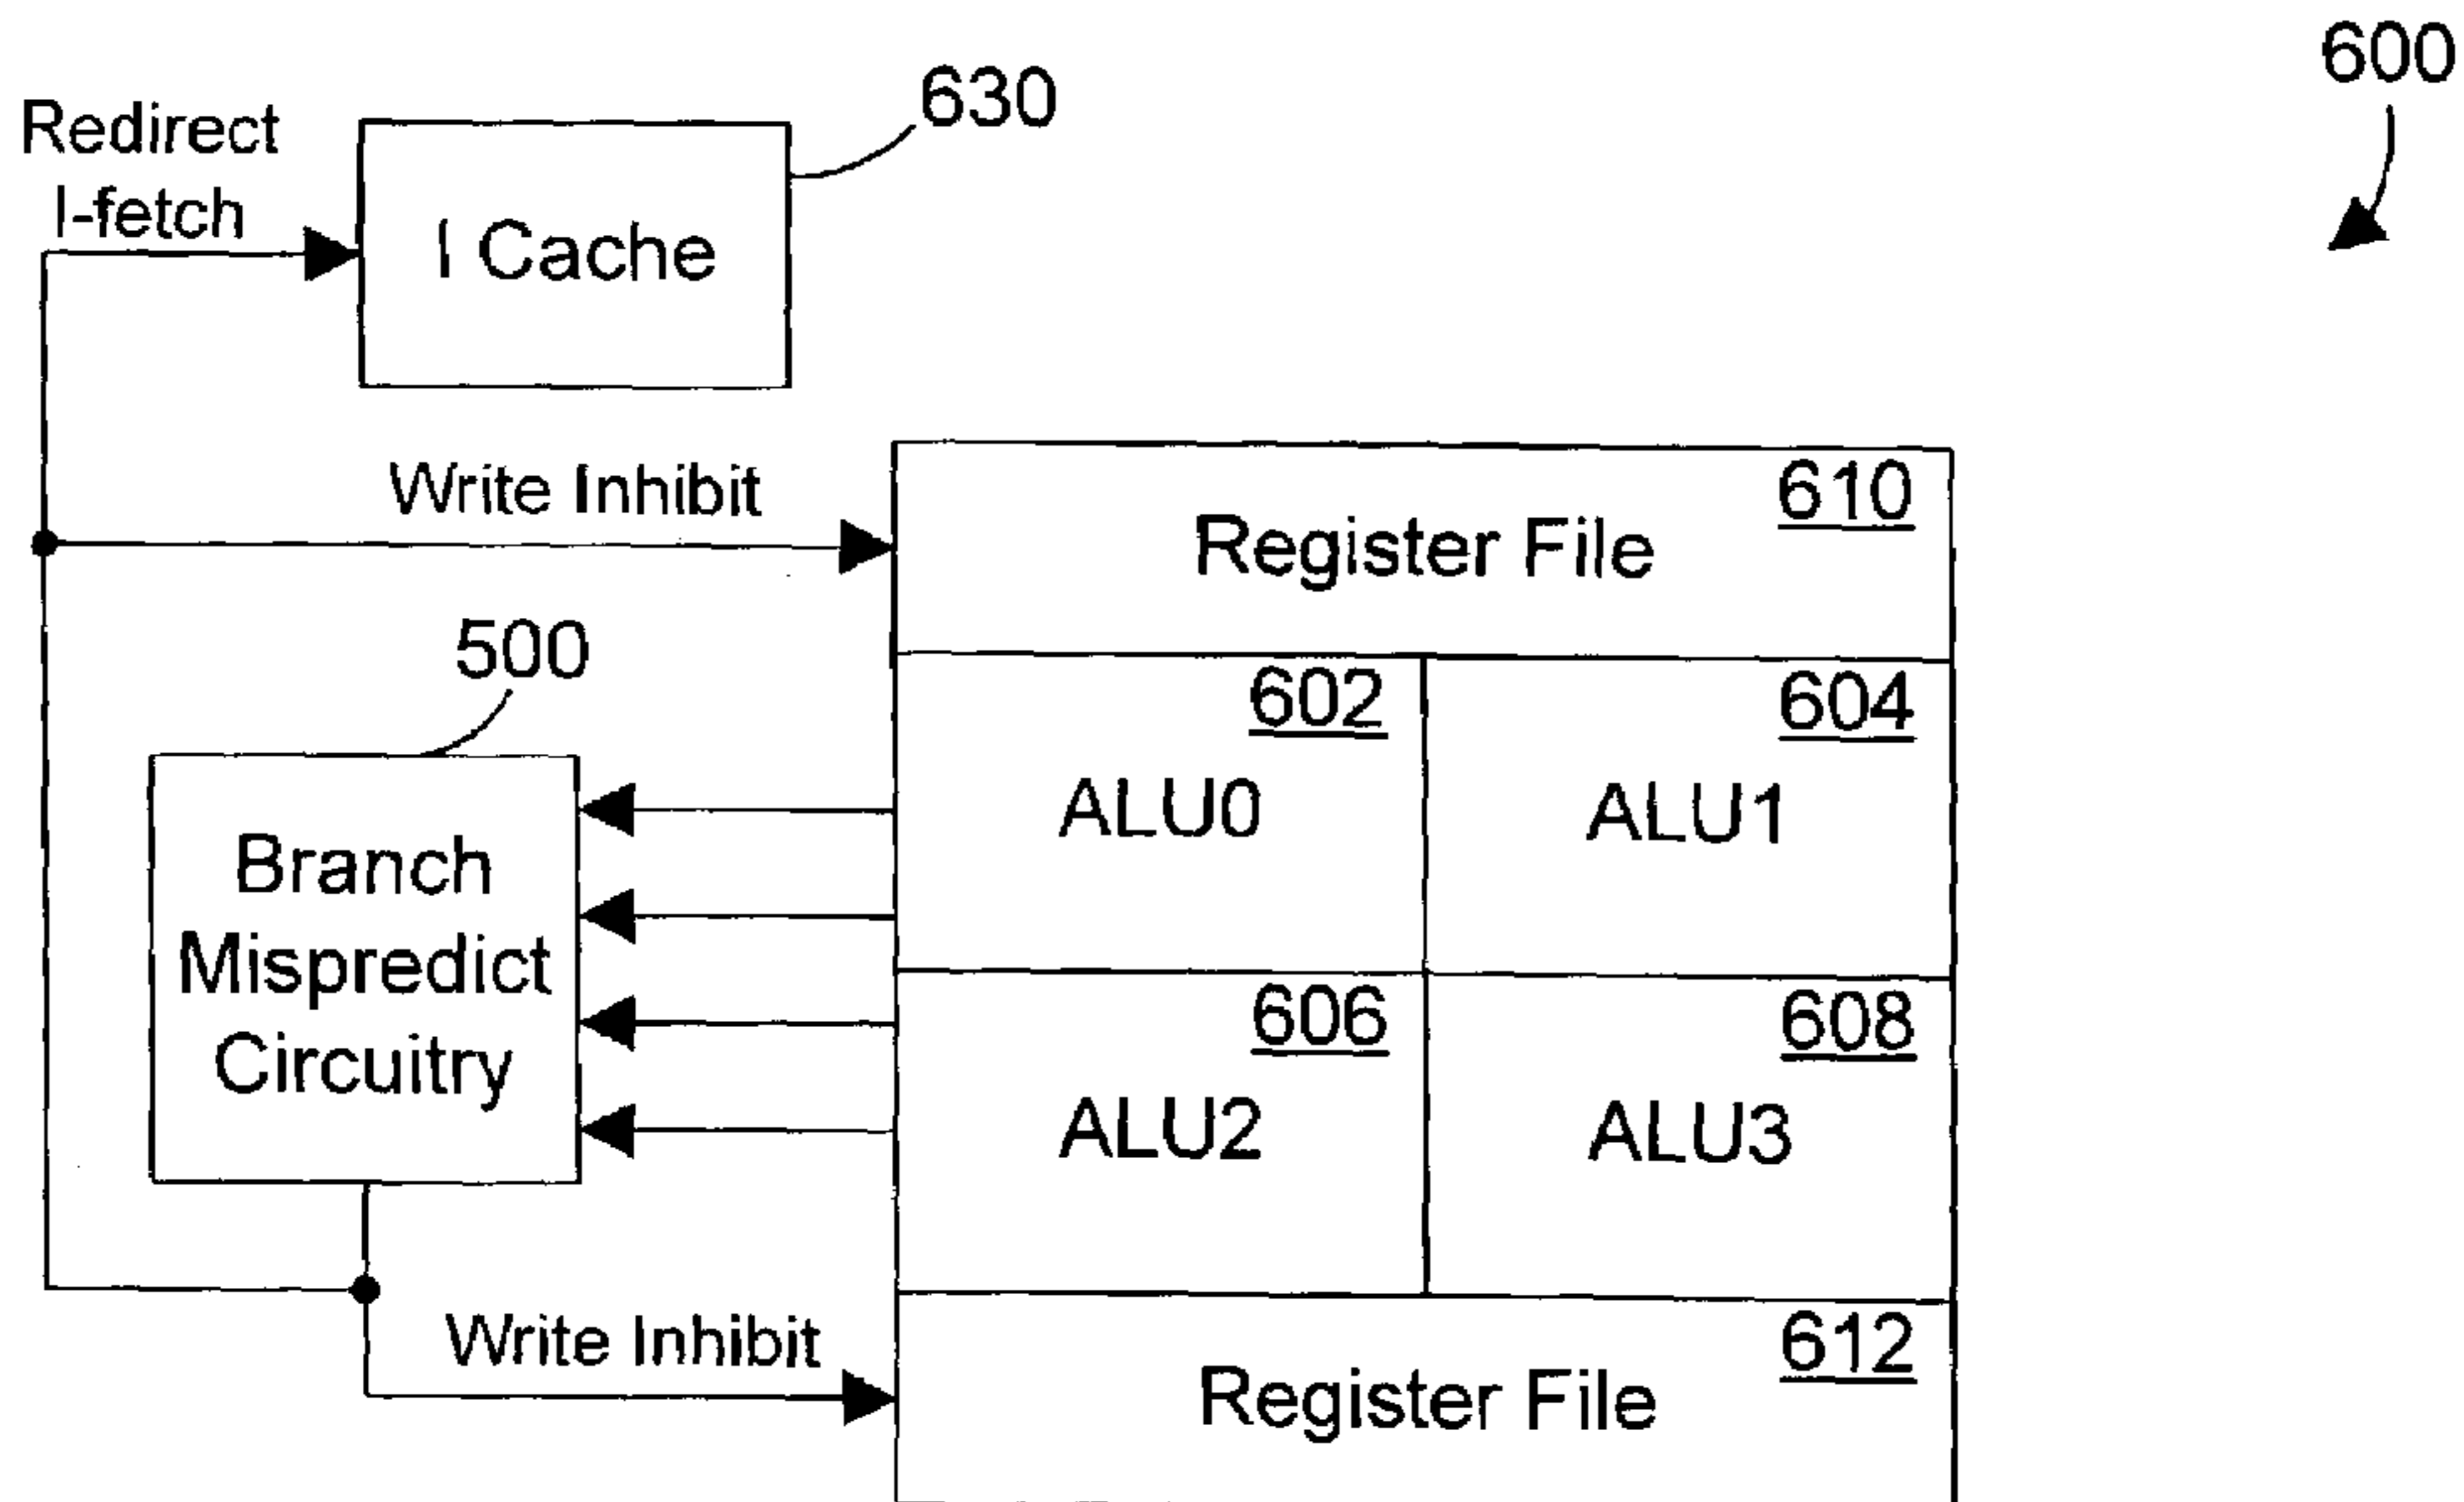 600
630
Redirect
I-fetch
I Cache
Write Inhibit
610
Register File
500
602
ALU0
604
ALU1
Branch
Mispredict
Circuitry
606
ALU2
608
ALU3
Write Inhibit
612
Register File